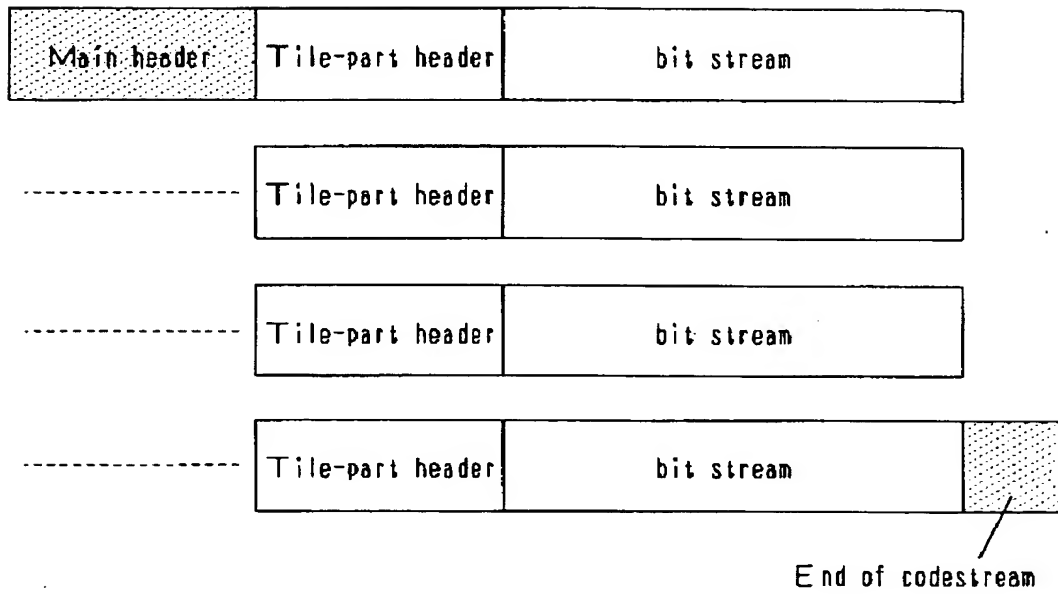 Main header Tile-part header bit stream
Tile-part header bit stream
Tile-part header bit stream
Tile-part header bit stream
End of codestream